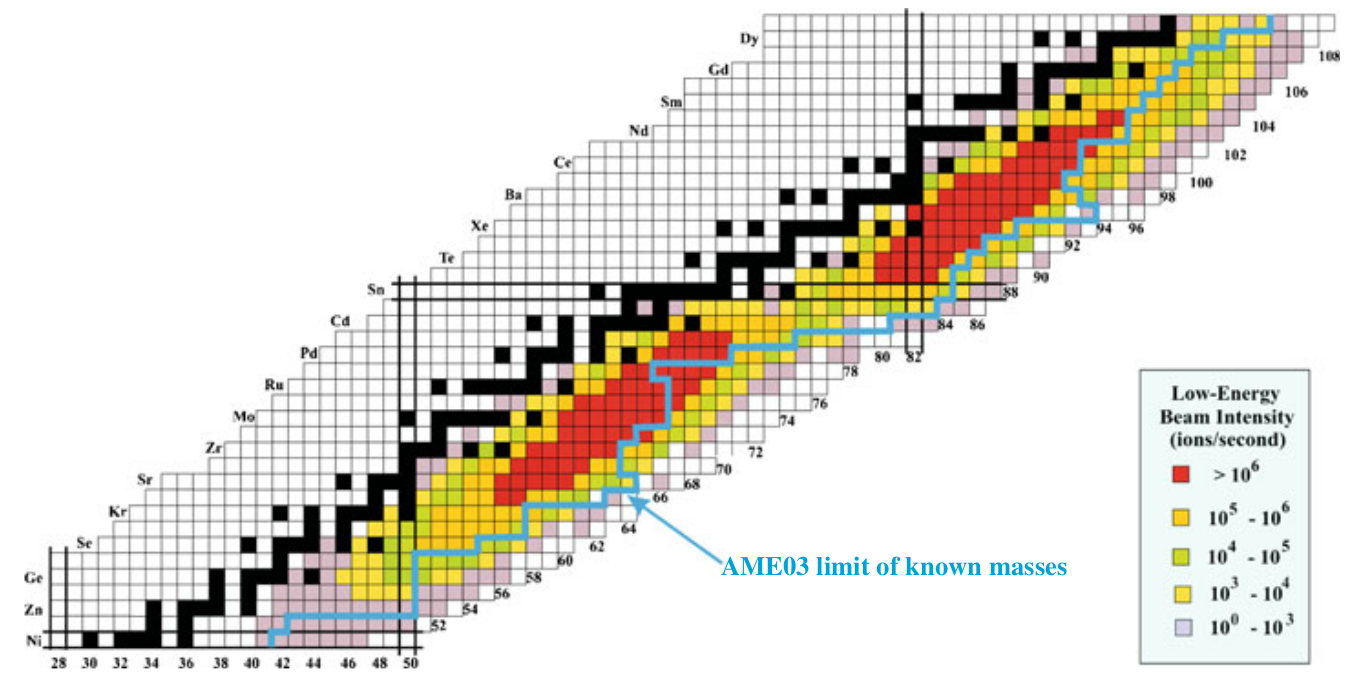 Dy
108
Gd
106
Sm
104
Nd
102
Ce
100
Ba
98
Xe
94 96
92
Te
90
Sn
88
84 86
Cd
80 82
Pd
78
Ru
76
Mo
74
Zr
72
70
Sr
68
66
Kr
64
Se
62
60
Ge
58
56
Zn
54
52
Ni
28 30 32 34 36 38 40 42 44 46 48 50
AME03 limit of known masses
Low-Energy
Beam Intensity
(ions/second)
> 10⁶
10⁵ - 10⁶
10⁴ - 10⁵
10³ - 10⁴
10⁰ - 10³